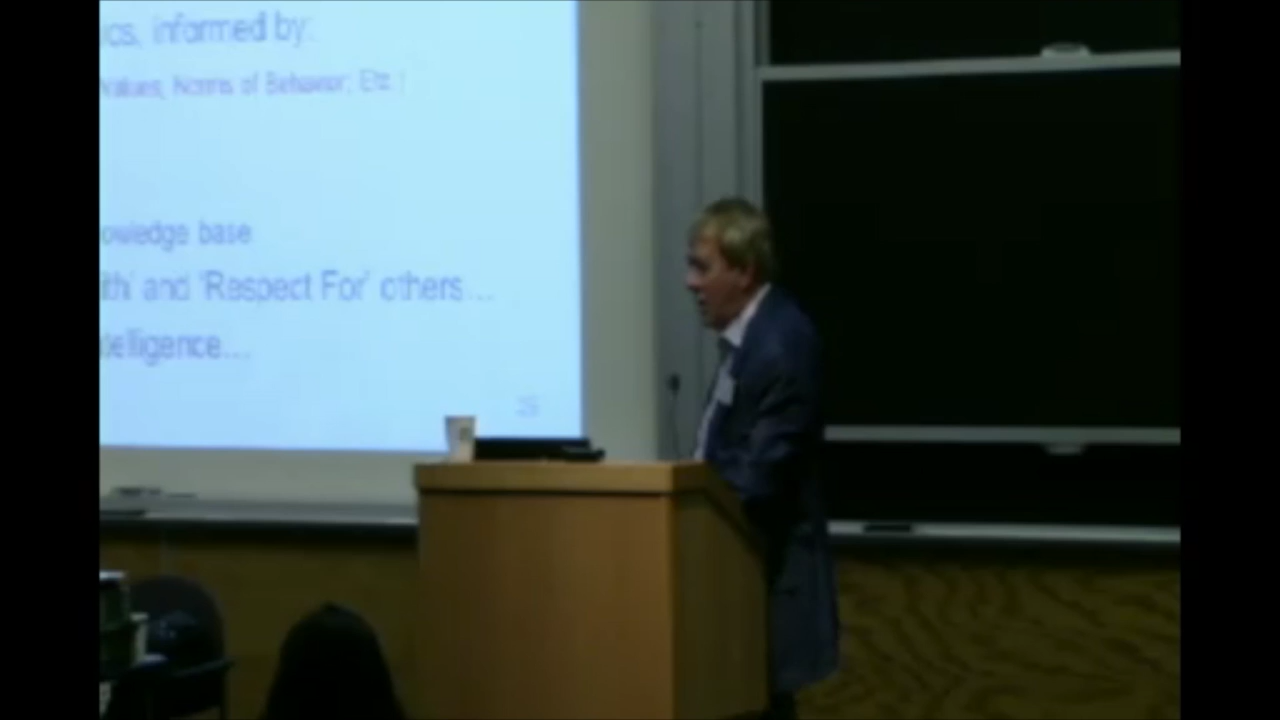 ics, informed by:
Values; Norms of Behavior; Etc.)
owledge base
ith' and 'Respect For' others…
telligence…